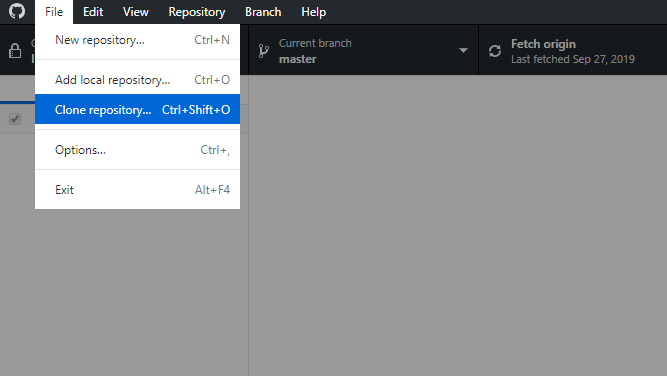 File Edit View Repository Branch Help
New repository... Ctrl+N
Add local repository... Ctrl+O
Clone repository... Ctrl+Shift+O
Options... Ctrl+,
Exit Alt+F4
Current branch
master
Fetch origin
Last fetched Sep 27, 2019